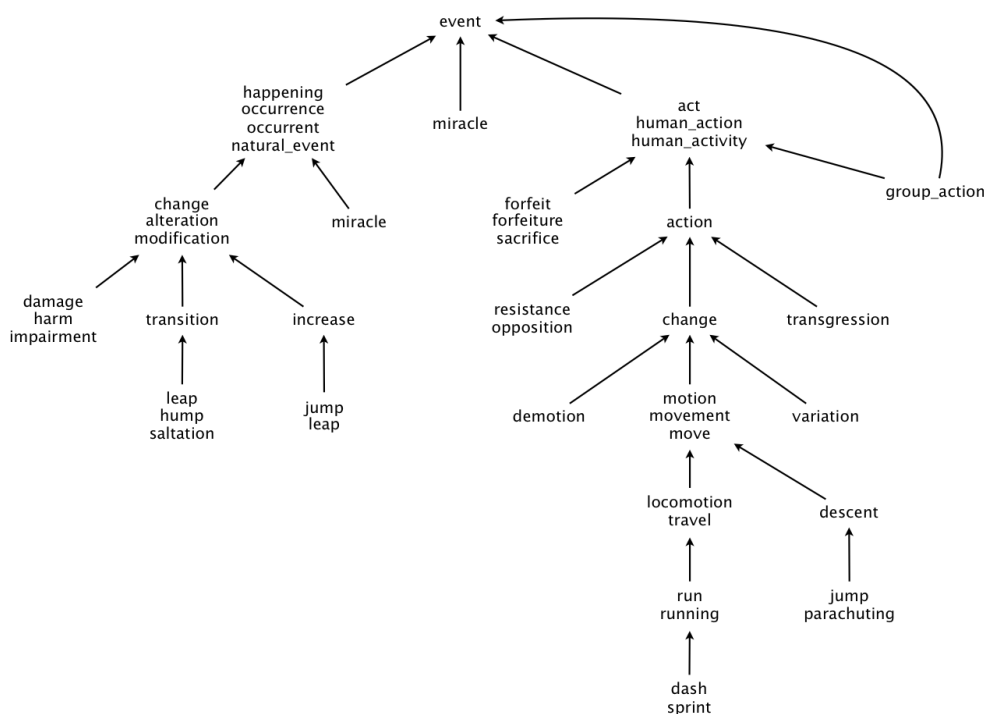 event
happening
occurrence
occurrent
natural_event
miracle
act
human_action
human_activity
group_action
change
alteration
modification
miracle
forfeit
forfeiture
sacrifice
action
damage
harm
impairment
transition
increase
resistance
opposition
change
transgression
leap
hump
saltation
jump
leap
demotion
motion
movement
move
variation
locomotion
travel
descent
run
running
jump
parachuting
dash
sprint